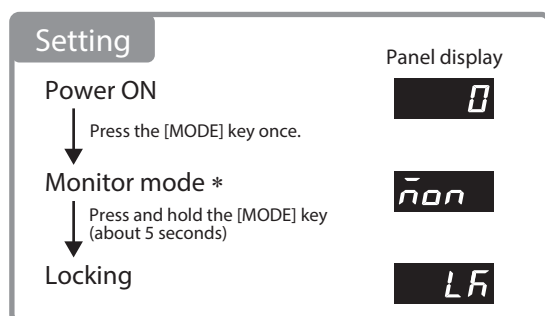 Setting
Panel display
Power ON
0
Press the [MODE] key once.
Monitor mode *
non
Press and hold the [MODE] key
(about 5 seconds)
Locking
LK